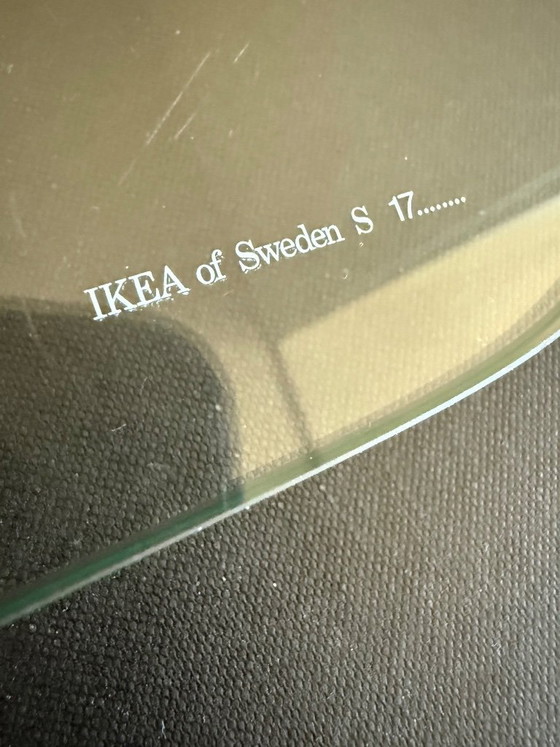 IKEA of Sweden S 17........